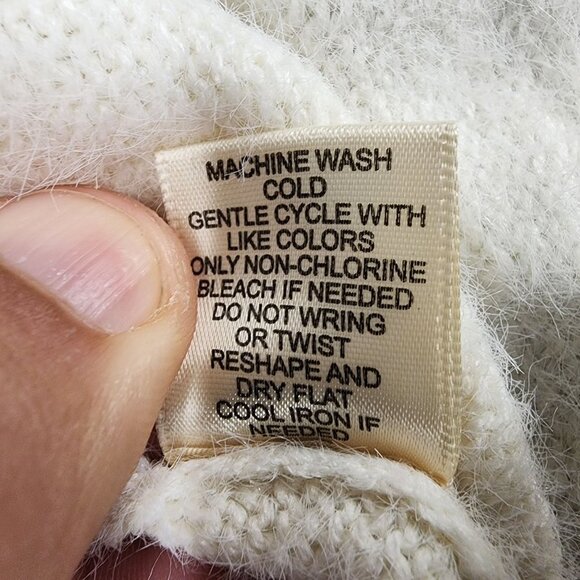 MACHINE WASH
COLD
GENTLE CYCLE WITH
LIKE COLORS
ONLY NON-CHLORINE
BLEACH IF NEEDED
DO NOT WRING
OR TWIST
RESHAPE AND
DRY FLAT
COOL IRON IF
NEEDED